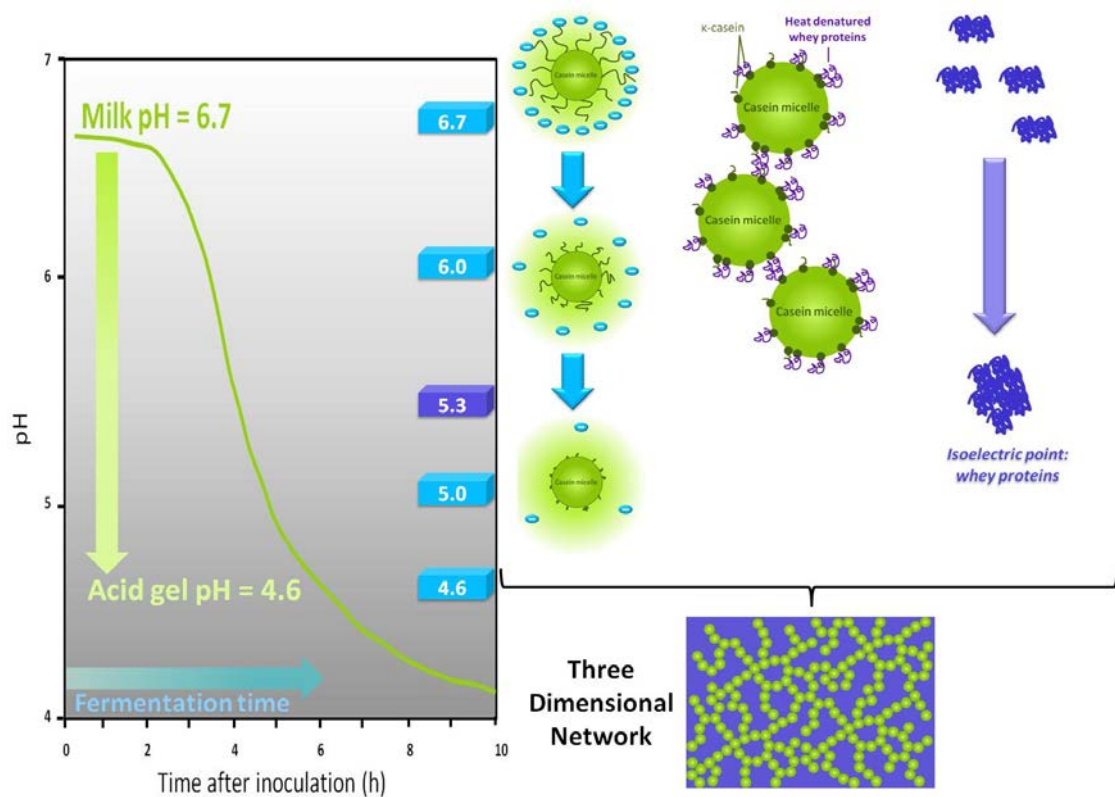 7
Milk pH = 6.7
6
pH
5
Acid gel pH = 4.6
Fermentation time
4
0
2
4
6
8
10
Time after inoculation (h)
6.7
6.0
5.3
5.0
4.6
Casein micelle
Casein micelle
Casein micelle
κ-casein
Heat denatured
whey proteins
Casein micelle
Casein micelle
Casein micelle
Isoelectric point:
whey proteins
Three
Dimensional
Network